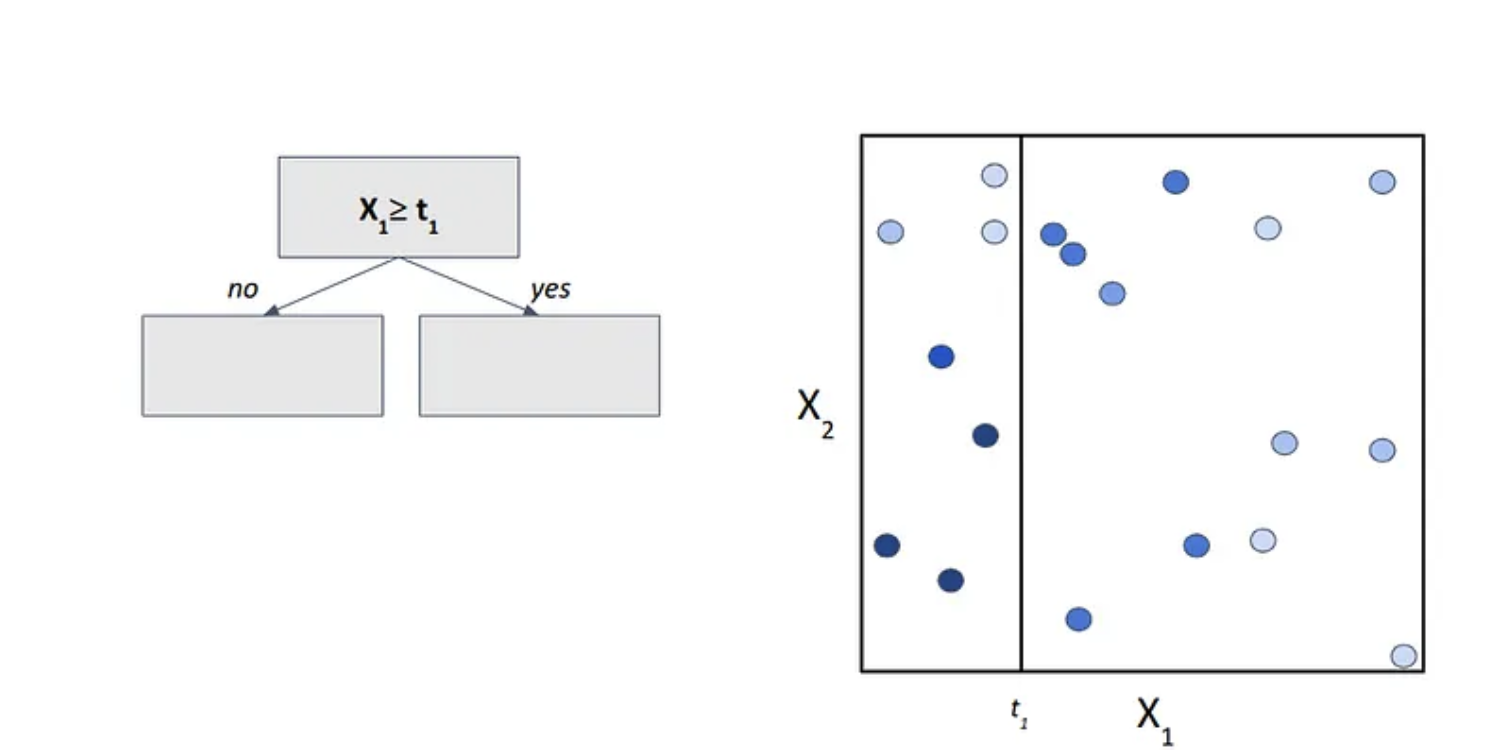 X₁≥ t₁
no
yes
X₂
t₁
X₁